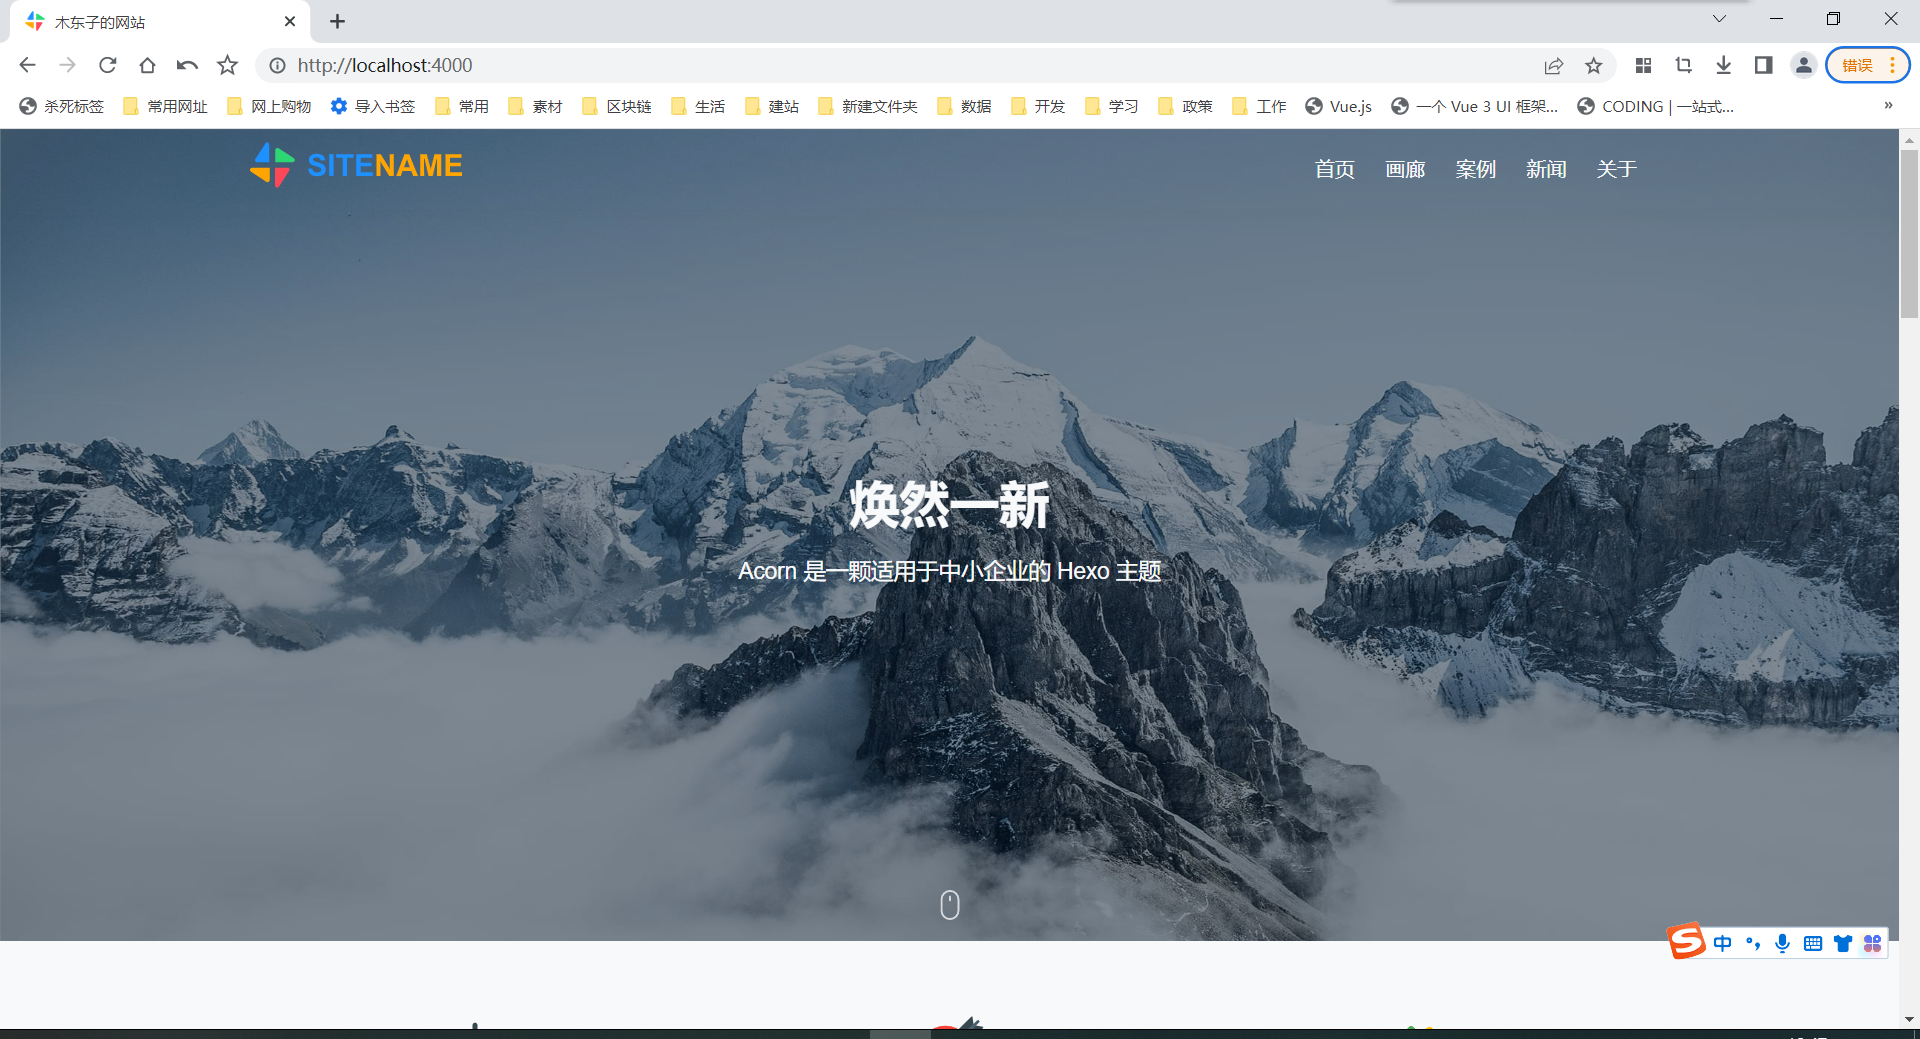 木东子的网站
http://localhost:4000
错误
杀死标签 常用网址 网上购物 导入书签 常用 素材 区块链 生活 建站 新建文件夹 数据 开发 学习 政策 工作 Vue.js 一个 Vue 3 UI 框架... CODING | 一站式... »
SITENAME
首页 画廊 案例 新闻 关于
焕然一新
Acorn 是一颗适用于中小企业的 Hexo 主题
中